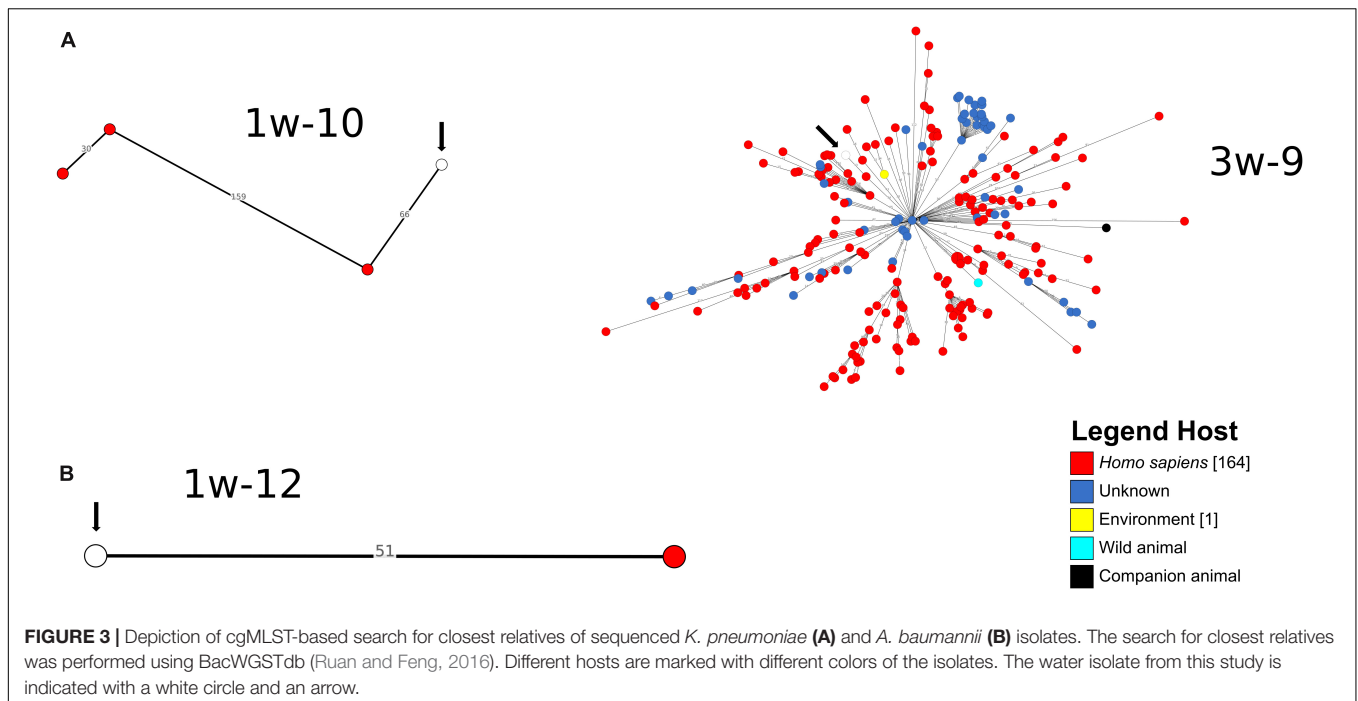 A
1w-10
30
159
66
3w-9
B
1w-12
51
Legend Host
Homo sapiens [164]
Unknown
Environment [1]
Wild animal
Companion animal
FIGURE 3 | Depiction of cgMLST-based search for closest relatives of sequenced K. pneumoniae (A) and A. baumannii (B) isolates. The search for closest relatives
was performed using BacWGSTdb (Ruan and Feng, 2016). Different hosts are marked with different colors of the isolates. The water isolate from this study is
indicated with a white circle and an arrow.